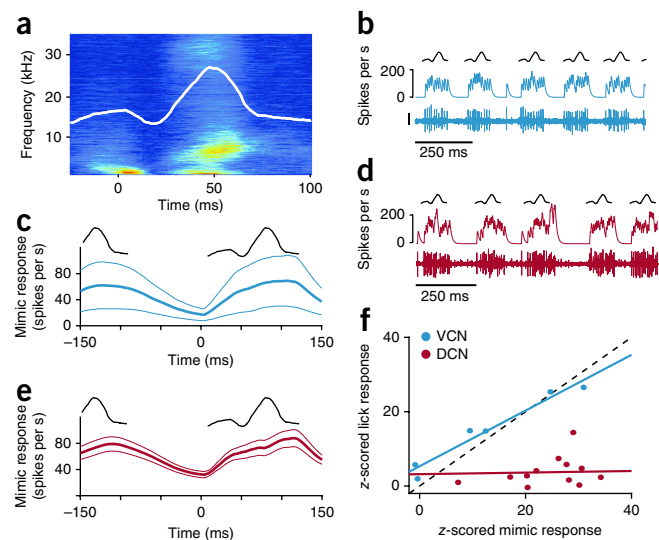 a
Frequency (kHz)
30
20
10
0
50
100
Time (ms)
b
Spikes per s
200
0
250 ms
c
Mimic response
(spikes per s)
80
40
0
−150
0
150
Time (ms)
d
Spikes per s
200
0
250 ms
e
Mimic response
(spikes per s)
80
40
−150
0
150
Time (ms)
f
VCN
DCN
z-scored lick response
40
20
0
0
20
40
z-scored mimic response